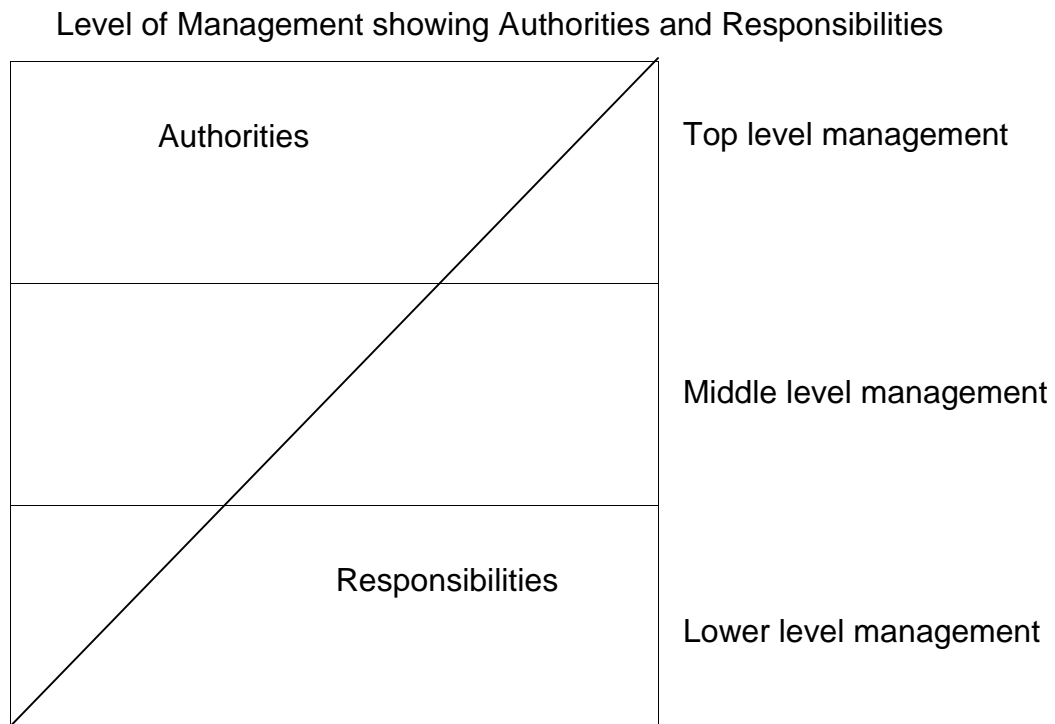 Level of Management showing Authorities and Responsibilities
Authorities
Top level management
Middle level management
Responsibilities
Lower level management